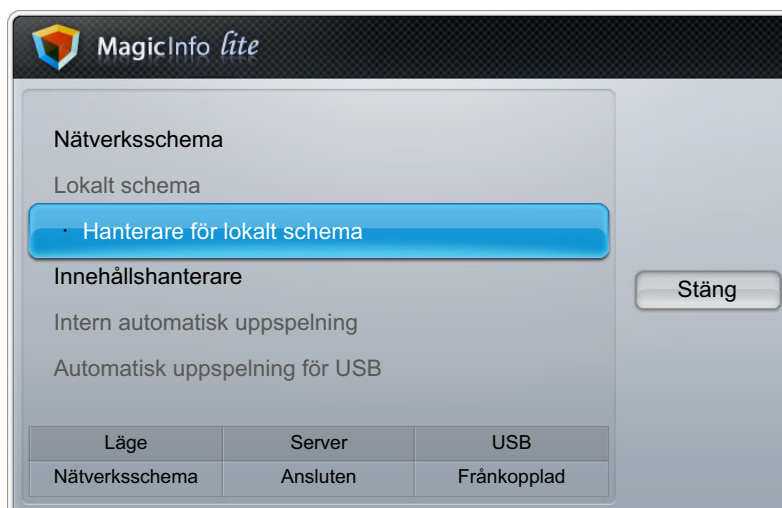 MagicInfo lite
Nätverksschema
Lokalt schema
· Hanterare för lokalt schema
Innehållshanterare
Stäng
Intern automatisk uppspelning
Automatisk uppspelning för USB
Läge Server USB
Nätverksschema Ansluten Frånkopplad